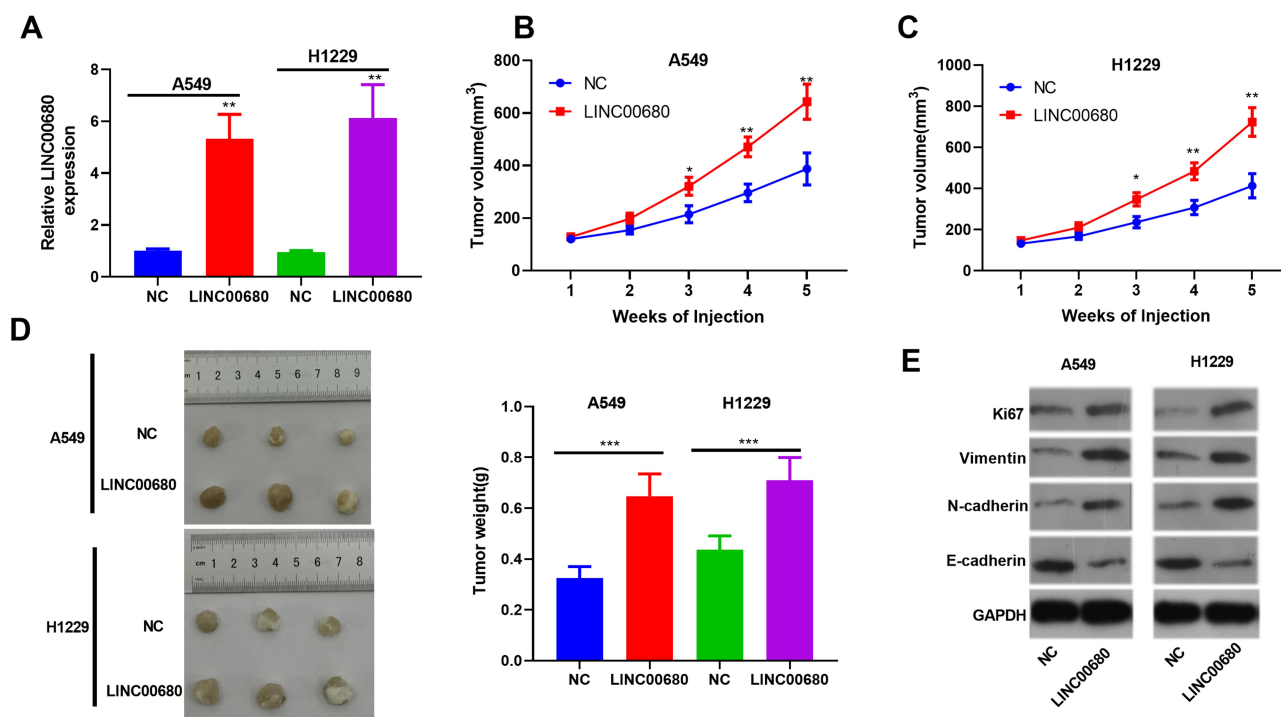 A
Relative LINC00680
expression
8
6
4
2
0
A549
**
H1229
**
NC
LINC00680
NC
LINC00680
B
A549
Tumor volume(mm³)
800
600
400
200
0
NC
LINC00680
*
**
**
1 2 3 4 5
Weeks of Injection
C
H1229
Tumor volume(mm³)
1000
800
600
400
200
0
NC
LINC00680
*
**
**
1 2 3 4 5
Weeks of Injection
D
A549
NC
LINC00680
1 2 3 4 5 6 7 8 9
H1229
NC
LINC00680
cm 1 2 3 4 5 6 7 8
Tumor weight(g)
1.0
0.8
0.6
0.4
0.2
0.0
A549
***
H1229
***
NC
LINC00680
NC
LINC00680
E
A549
H1229
Ki67
Vimentin
N-cadherin
E-cadherin
GAPDH
NC
LINC00680
NC
LINC00680